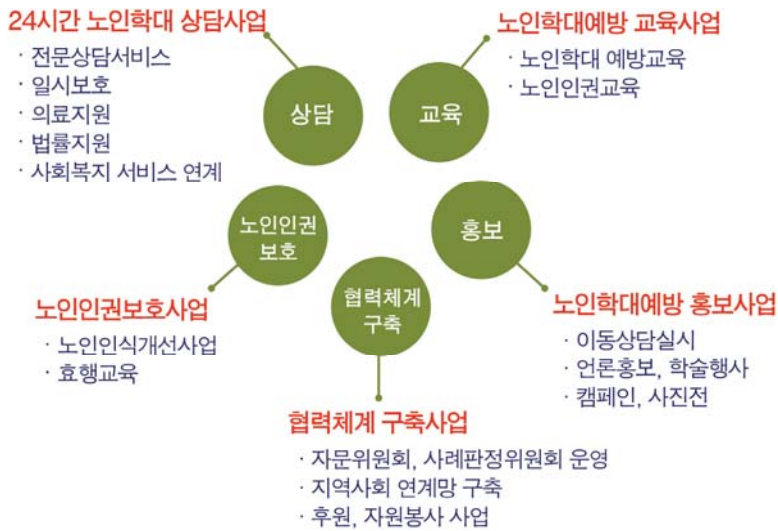 24시간 노인학대 상담사업
· 전문상담서비스
· 일시보호
· 의료지원
· 법률지원
· 사회복지 서비스 연계
상담
노인학대예방 교육사업
· 노인학대 예방교육
· 노인인권교육
교육
노인인권
보호
노인인권보호사업
· 노인인식개선사업
· 효행교육
홍보
노인학대예방 홍보사업
· 이동상담실시
· 언론홍보, 학술행사
· 캠페인, 사진전
협력체계
구축
협력체계 구축사업
· 자문위원회, 사례판정위원회 운영
· 지역사회 연계망 구축
· 후원, 자원봉사 사업